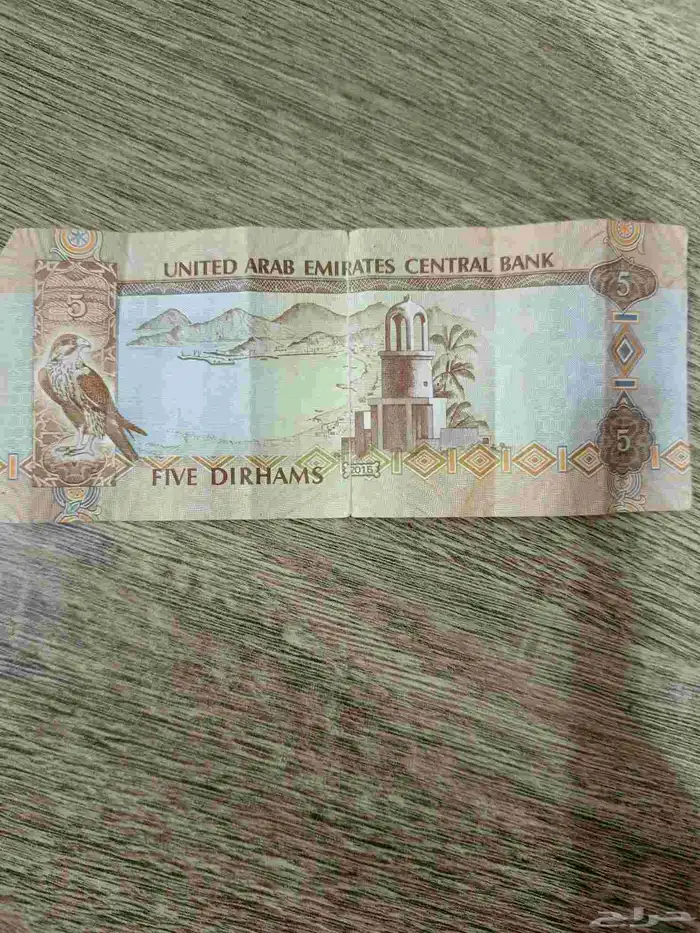 UNITED ARAB EMIRATES CENTRAL BANK
5
5
FIVE DIRHAMS
2015
5
حراج